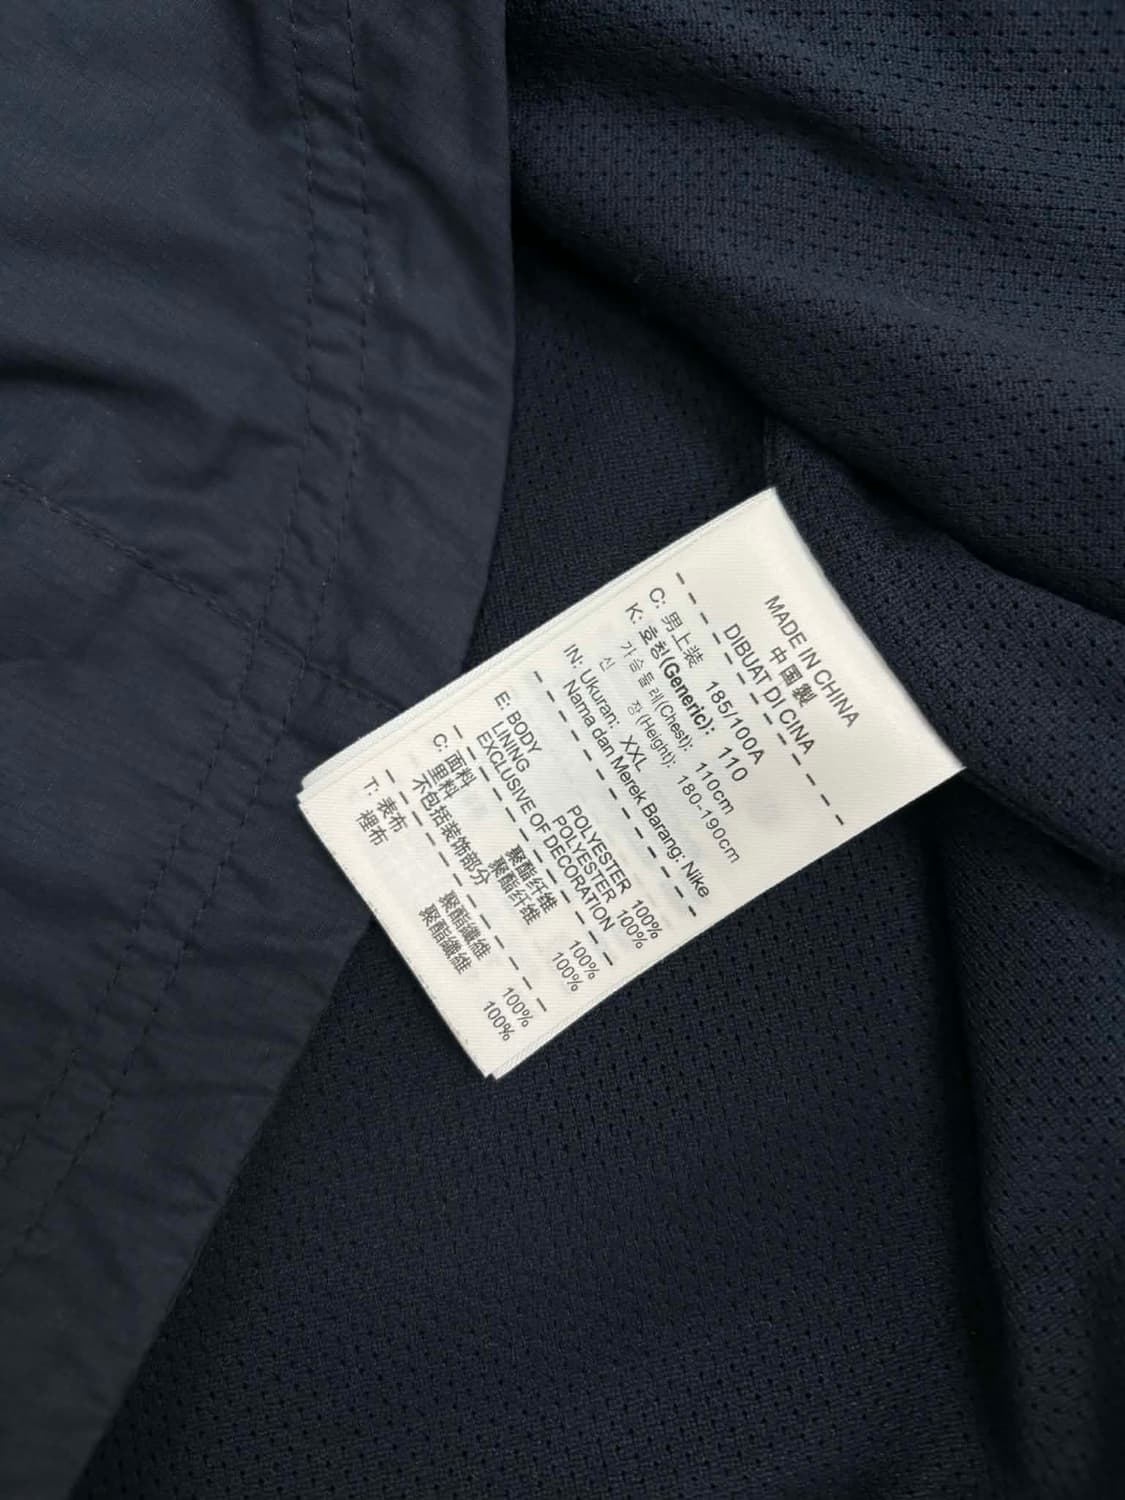 MADE IN CHINA
中國製
DIBUAT DI CINA
C: 男上装 185/100A
K: 호칭(Generic): 110
가슴둘레(Chest): 110cm
신 장(Height): 180-190cm
IN: Ukuran: XXL
Nama dan Merek Barang: Nike
E: BODY POLYESTER 100%
LINING POLYESTER 100%
EXCLUSIVE OF DECORATION
C: 面料 聚酯纤维 100%
里料 聚酯纤维 100%
不包括装饰部分
T: 表布 聚酯纖維 100%
裡布 聚酯纖維 100%